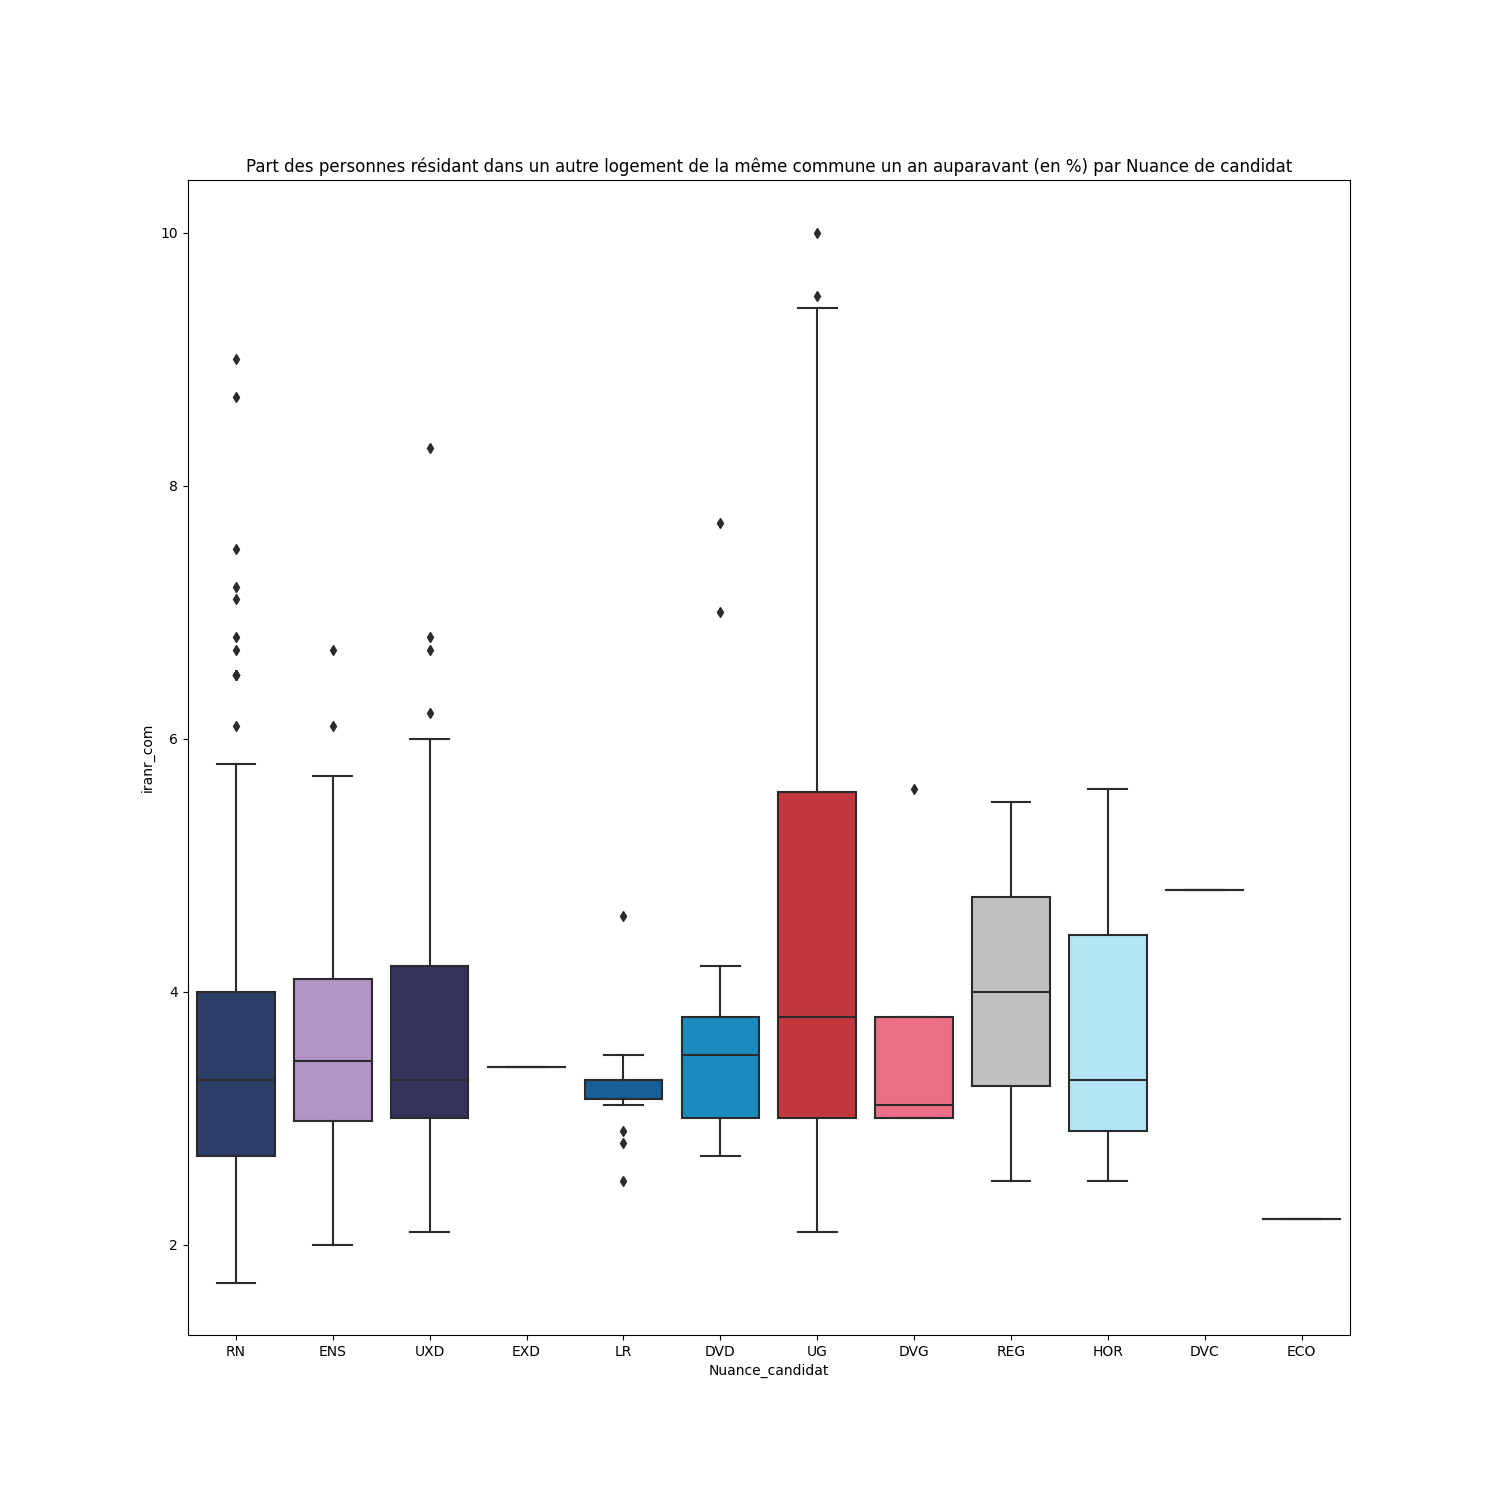 Part des personnes résidant dans un autre logement de la même commune un an auparavant (en %) par Nuance de candidat
10
8
6
4
2
iranr_com
RN ENS UXD EXD LR DVD UG DVG REG HOR DVC ECO
Nuance_candidat